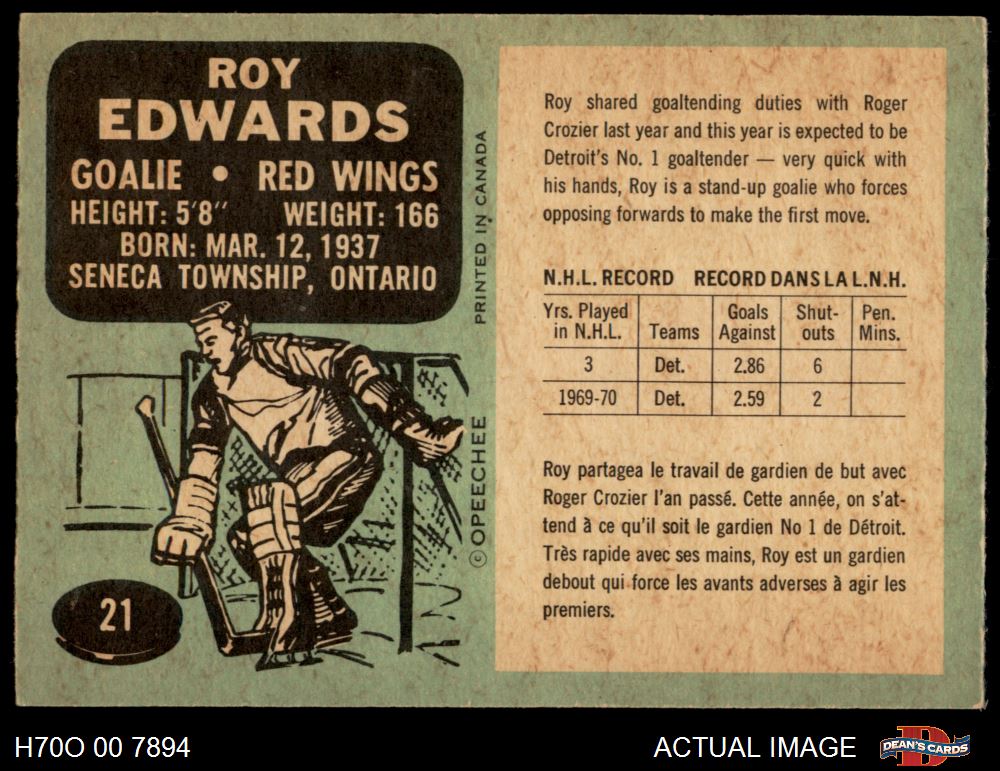 ROY
EDWARDS
GOALIE • RED WINGS
HEIGHT: 5'8" WEIGHT: 166
BORN: MAR. 12, 1937
SENECA TOWNSHIP, ONTARIO
21
© OPEECHEE PRINTED IN CANADA
Roy shared goaltending duties with Roger
Crozier last year and this year is expected to be
Detroit's No. 1 goaltender — very quick with
his hands, Roy is a stand-up goalie who forces
opposing forwards to make the first move.
N.H.L. RECORD RECORD DANS LA L.N.H.
Yrs. Played Goals Shut- Pen.
in N.H.L. Teams Against outs Mins.
3 Det. 2.86 6
1969-70 Det. 2.59 2
Roy partagea le travail de gardien de but avec
Roger Crozier l'an passé. Cette année, on s'at-
tend à ce qu'il soit le gardien No 1 de Détroit.
Très rapide avec ses mains, Roy est un gardien
debout qui force les avants adverses à agir les
premiers.
H70O 00 7894
ACTUAL IMAGE
DEAN'S CARDS